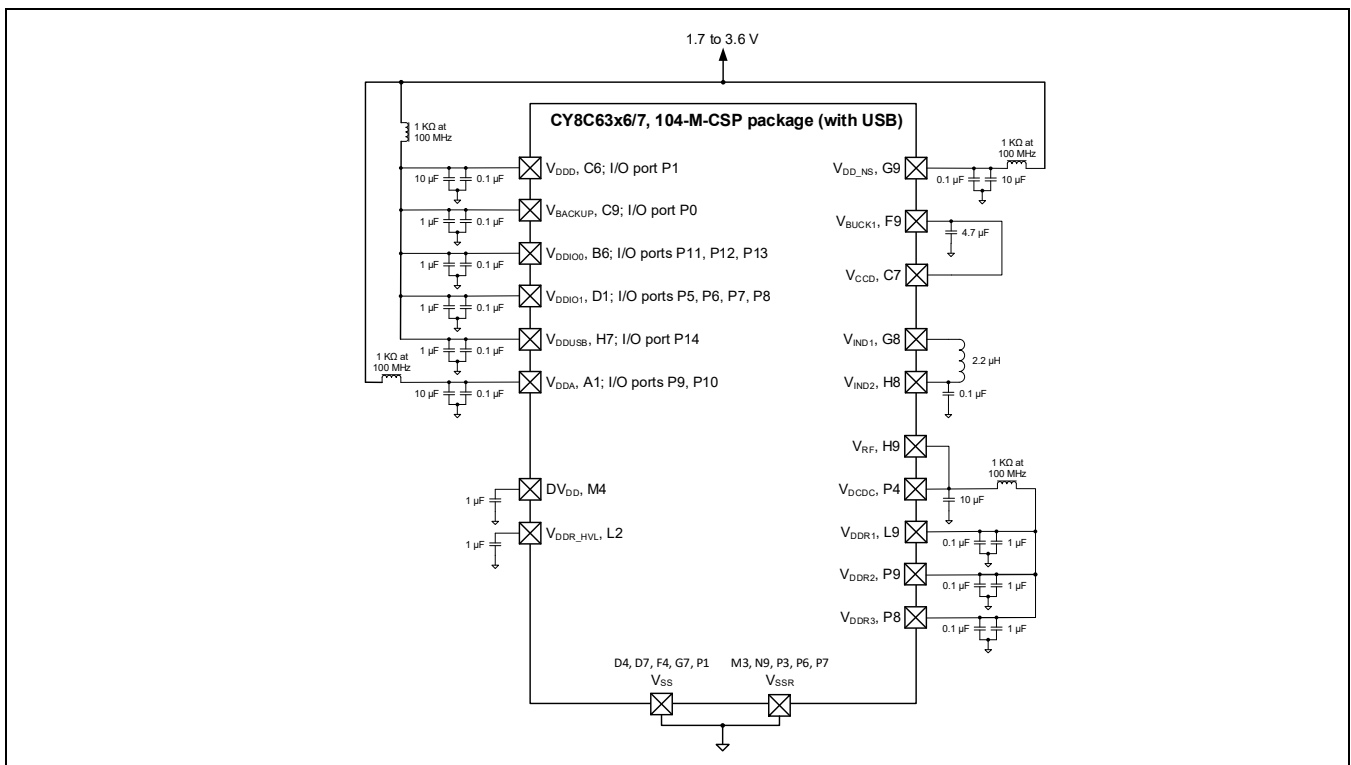 1.7 to 3.6 V
CY8C63x6/7, 104-M-CSP package (with USB)
1 KΩ at
100 MHz
10 µF
0.1 µF
VDDD, C6; I/O port P1
1 µF
0.1 µF
VBACKUP, C9; I/O port P0
1 µF
0.1 µF
VDDIO0, B6; I/O ports P11, P12, P13
1 µF
0.1 µF
VDDIO1, D1; I/O ports P5, P6, P7, P8
1 µF
0.1 µF
VDDUSB, H7; I/O port P14
1 KΩ at
100 MHz
10 µF
0.1 µF
VDDA, A1; I/O ports P9, P10
1 µF
DVDD, M4
1 µF
VDDR_HVL, L2
VDD_NS, G9
1 KΩ at
100 MHz
0.1 µF
10 µF
VBUCK1, F9
4.7 µF
VCCD, C7
VIND1, G8
2.2 µH
VIND2, H8
0.1 µF
VRF, H9
1 KΩ at
100 MHz
VDCDC, P4
10 µF
VDDR1, L9
0.1 µF
1 µF
VDDR2, P9
0.1 µF
1 µF
VDDR3, P8
0.1 µF
1 µF
D4, D7, F4, G7, P1
VSS
M3, N9, P3, P6, P7
VSSR